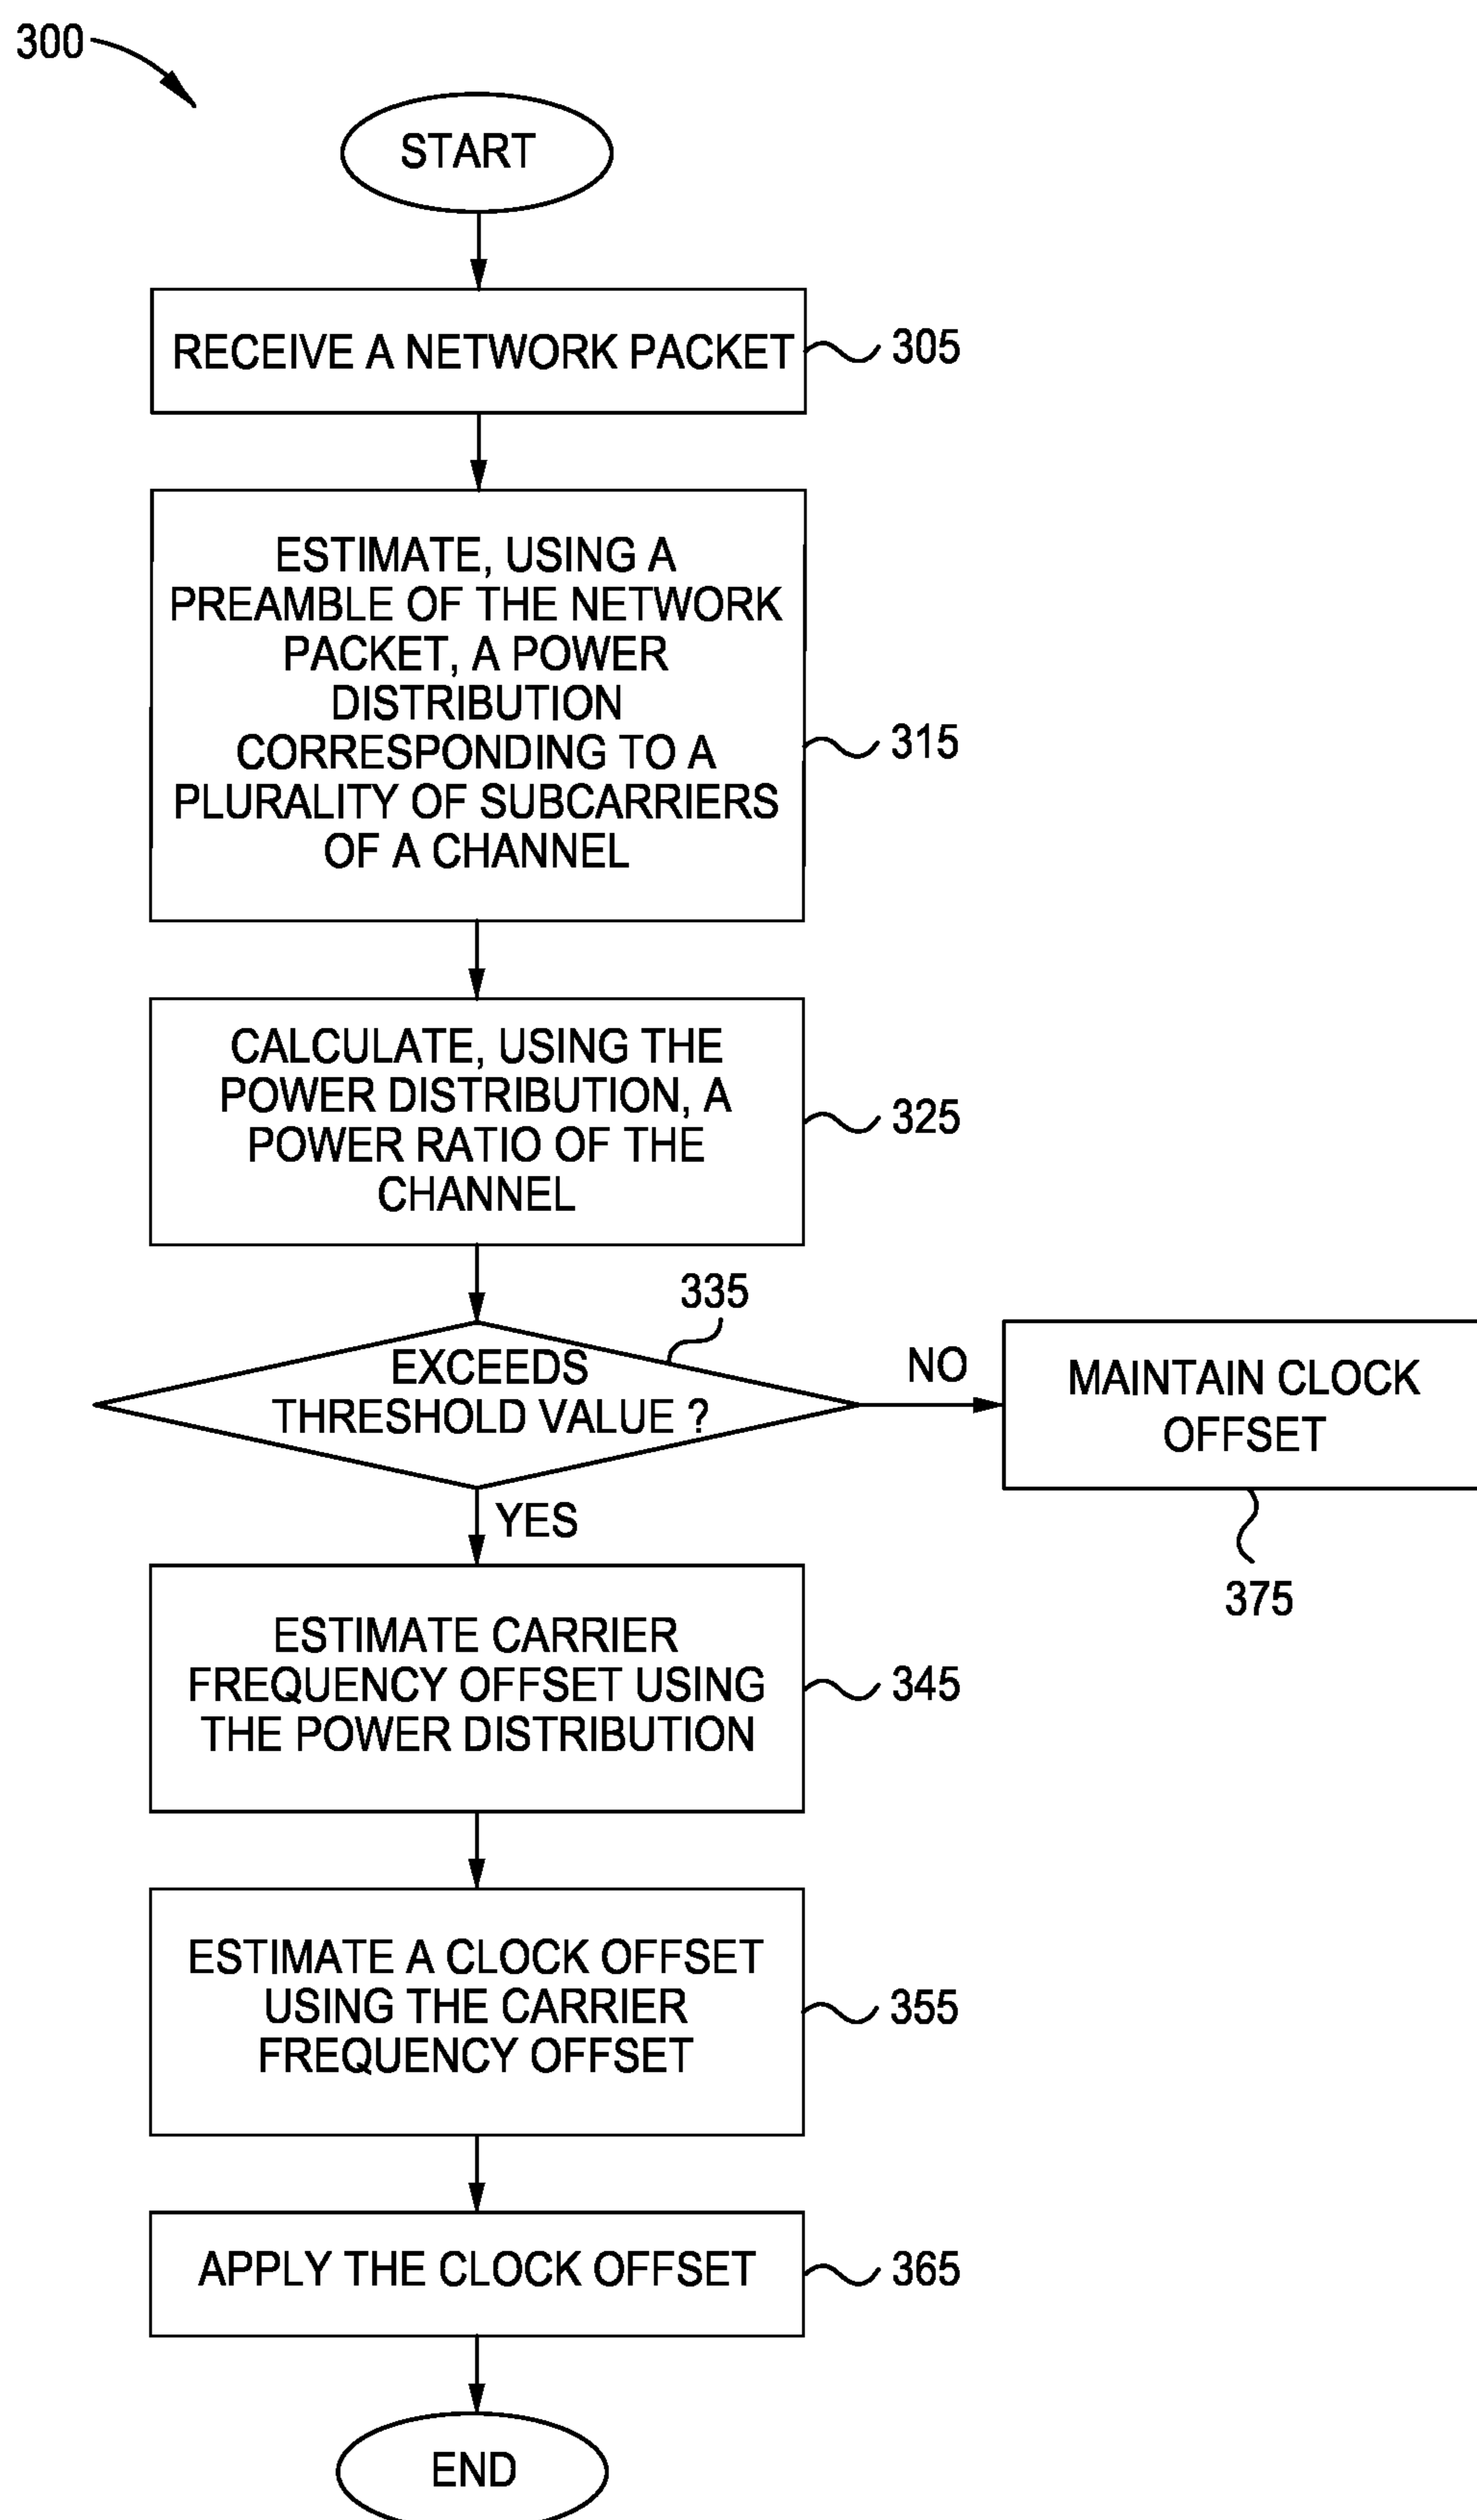 300
START
RECEIVE A NETWORK PACKET
305
ESTIMATE, USING A
PREAMBLE OF THE NETWORK
PACKET, A POWER
DISTRIBUTION
CORRESPONDING TO A
PLURALITY OF SUBCARRIERS
OF A CHANNEL
315
CALCULATE, USING THE
POWER DISTRIBUTION, A
POWER RATIO OF THE
CHANNEL
325
335
EXCEEDS
THRESHOLD VALUE ?
NO
MAINTAIN CLOCK
OFFSET
375
YES
ESTIMATE CARRIER
FREQUENCY OFFSET USING
THE POWER DISTRIBUTION
345
ESTIMATE A CLOCK OFFSET
USING THE CARRIER
FREQUENCY OFFSET
355
APPLY THE CLOCK OFFSET
365
END